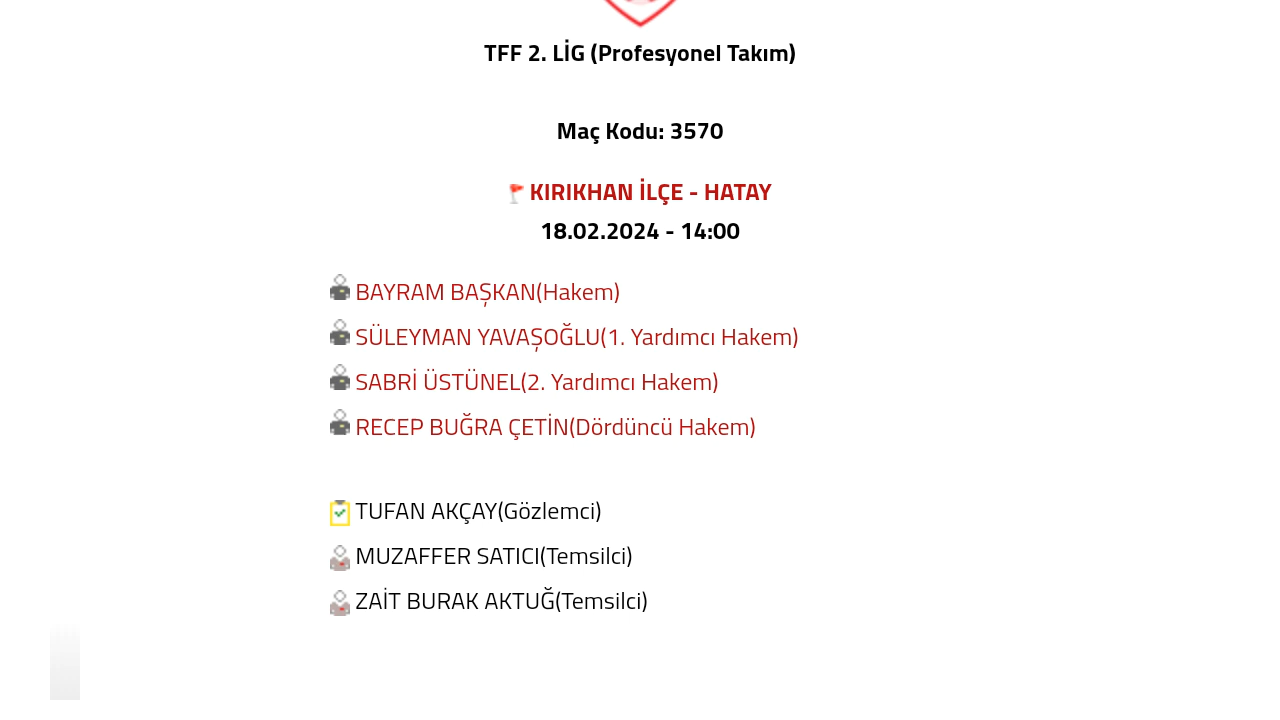 TFF 2. LİG (Profesyonel Takım)
Maç Kodu: 3570
KIRIKHAN İLÇE - HATAY
18.02.2024 - 14:00
BAYRAM BAŞKAN(Hakem)
SÜLEYMAN YAVAŞOĞLU(1. Yardımcı Hakem)
SABRİ ÜSTÜNEL(2. Yardımcı Hakem)
RECEP BUĞRA ÇETİN(Dördüncü Hakem)
TUFAN AKÇAY(Gözlemci)
MUZAFFER SATICI(Temsilci)
ZAİT BURAK AKTUĞ(Temsilci)